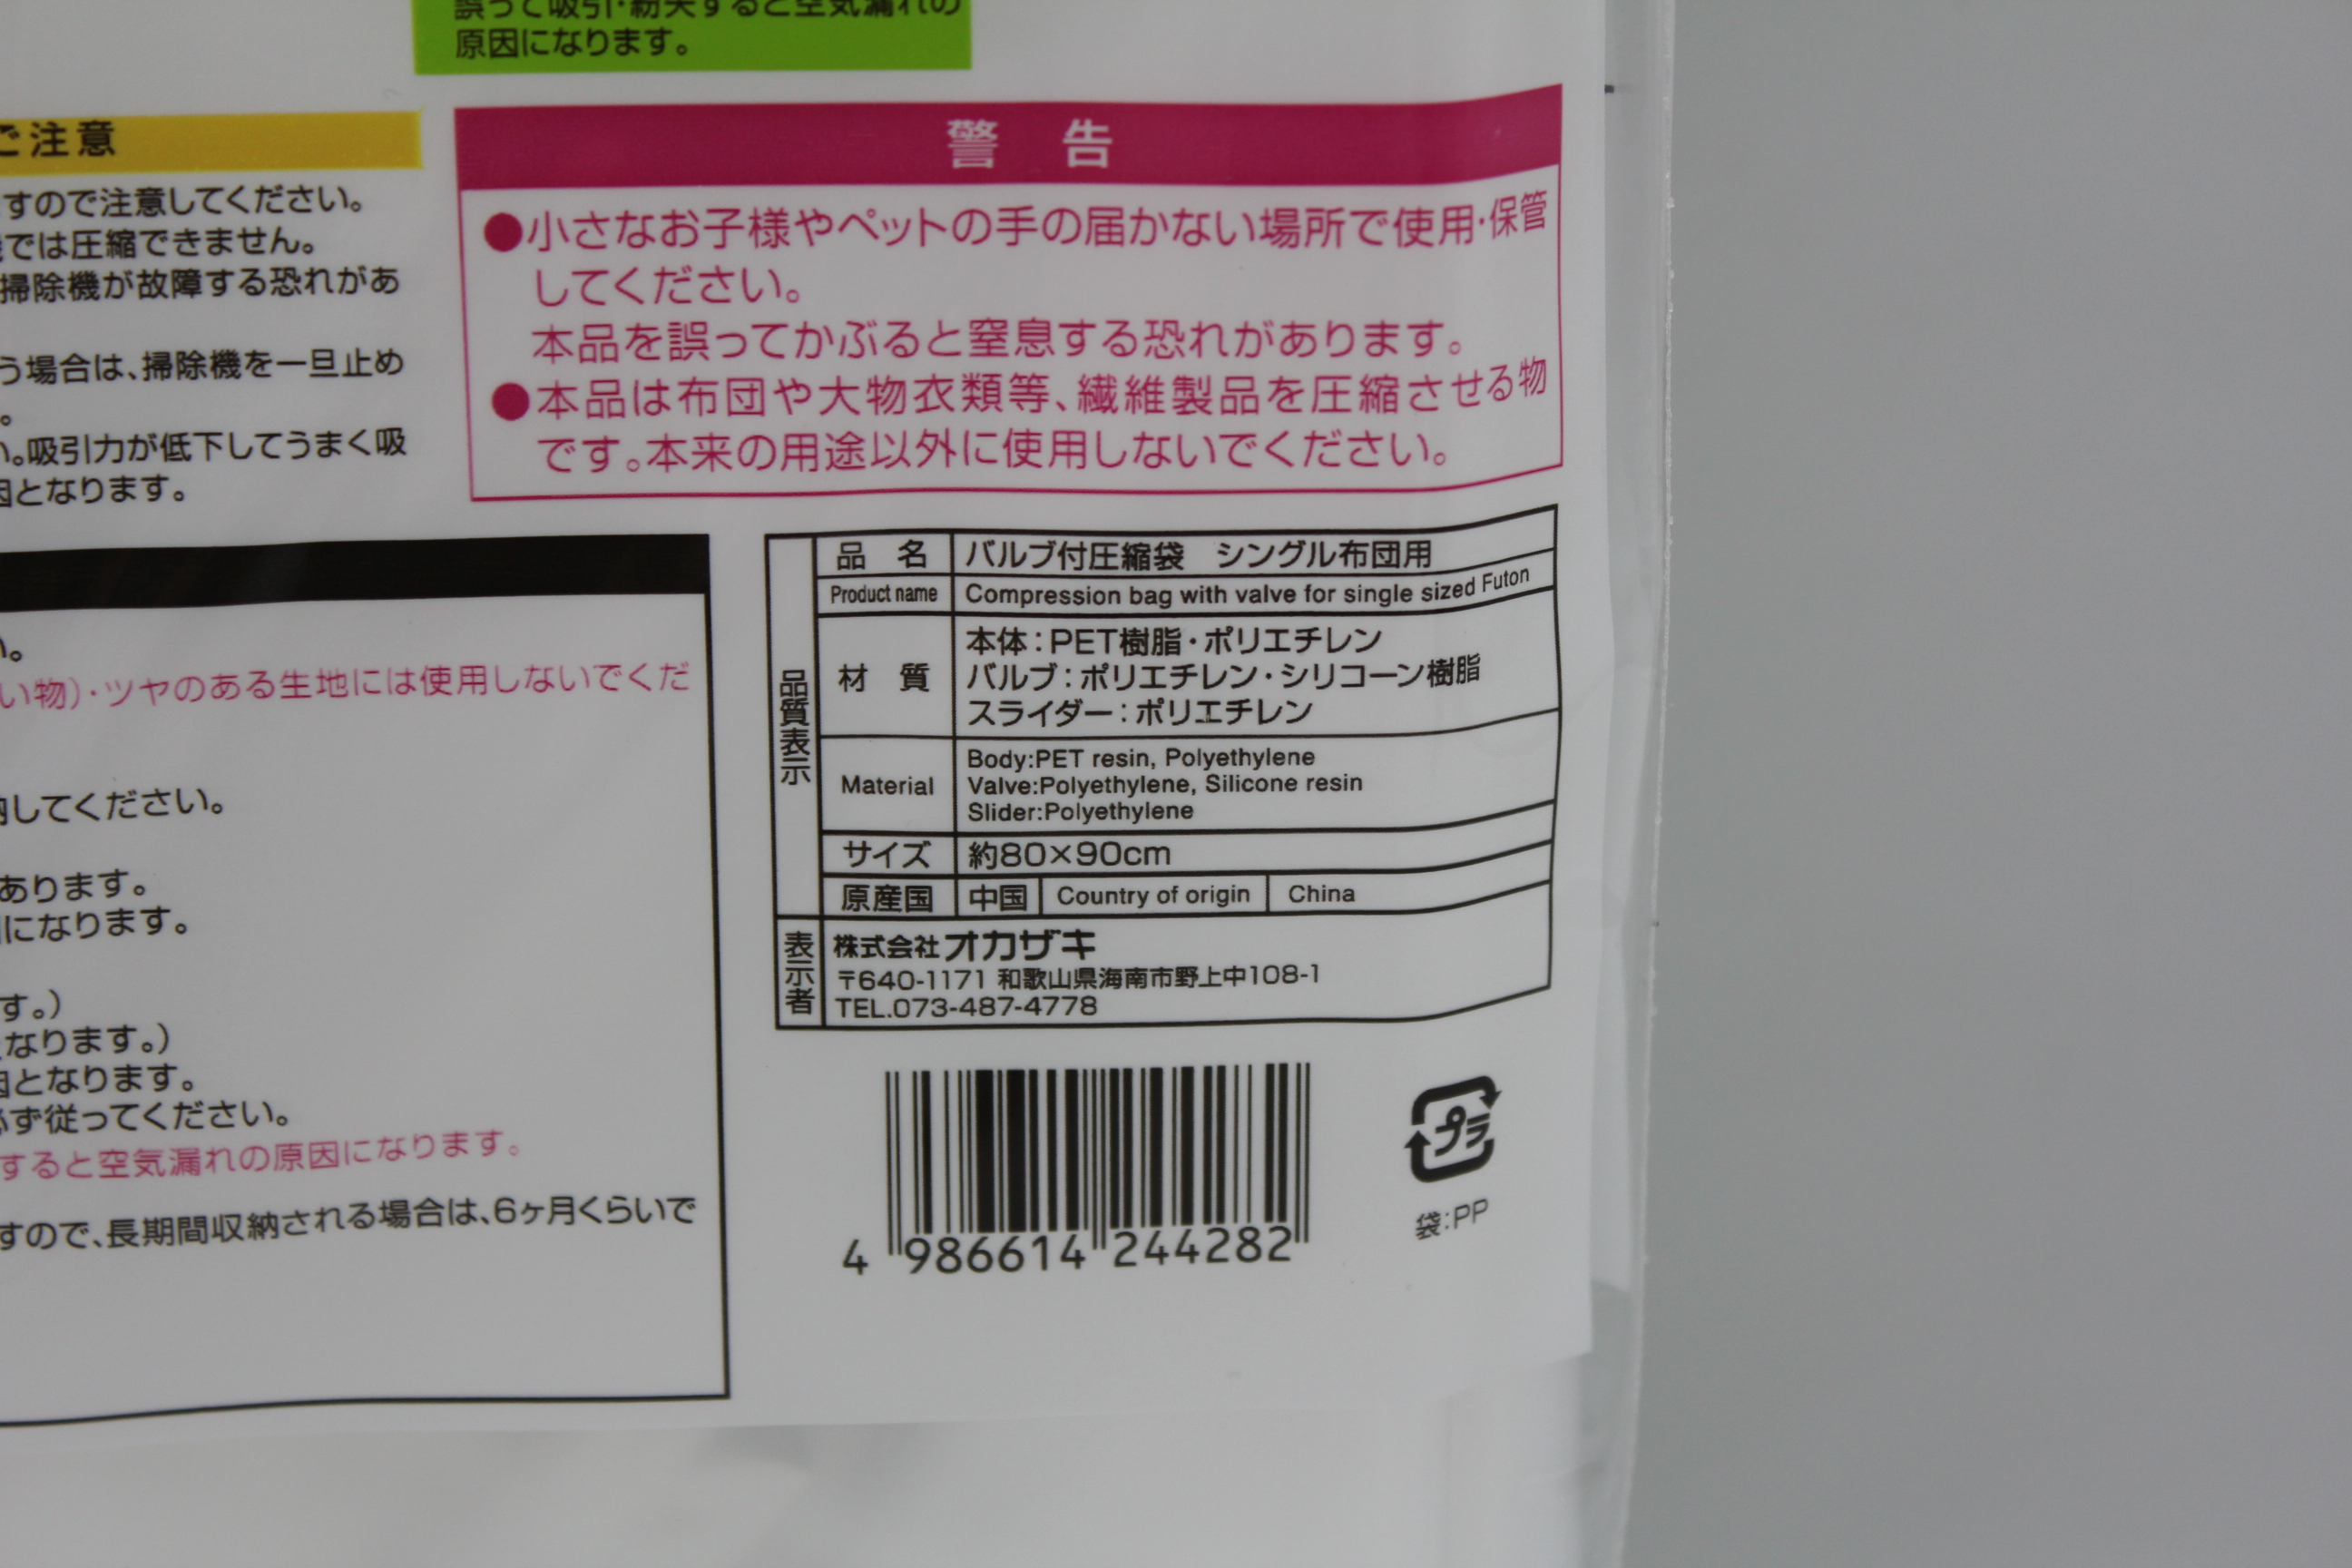 誤って吸引・紛失すると空気漏れの
原因になります。
ご注意
すので注意してください。
では圧縮できません。
掃除機が故障する恐れがあ
う場合は、掃除機を一旦止め
。
い。吸引力が低下してうまく吸
因となります。
警 告
●小さなお子様やペットの手の届かない場所で使用・保管
してください。
本品を誤ってかぶると窒息する恐れがあります。
●本品は布団や大物衣類等、繊維製品を圧縮させる物
です。本来の用途以外に使用しないでください。
い。
い物)・ツヤのある生地には使用しないでくだ
納してください。
あります。
になります。
す。)
なります。)
因となります。
必ず従ってください。
すると空気漏れの原因になります。
すので、長期間収納される場合は、6ヶ月くらいで
品質表示
品 名 バルブ付圧縮袋 シングル布団用
Product name Compression bag with valve for single sized Futon
材 質 本体：PET樹脂・ポリエチレン
バルブ：ポリエチレン・シリコーン樹脂
スライダー：ポリエチレン
Material Body:PET resin, Polyethylene
Valve:Polyethylene, Silicone resin
Slider:Polyethylene
サイズ 約80×90cm
原産国 中国 Country of origin China
表示者 株式会社オカザキ
〒640-1171 和歌山県海南市野上中108-1
TEL.073-487-4778
4 986614 244282
プラ
袋：PP